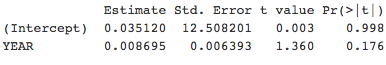 Estimate Std. Error t value Pr(>|t|)
(Intercept) 0.035120 12.508201 0.003 0.998
YEAR 0.008695 0.006393 1.360 0.176